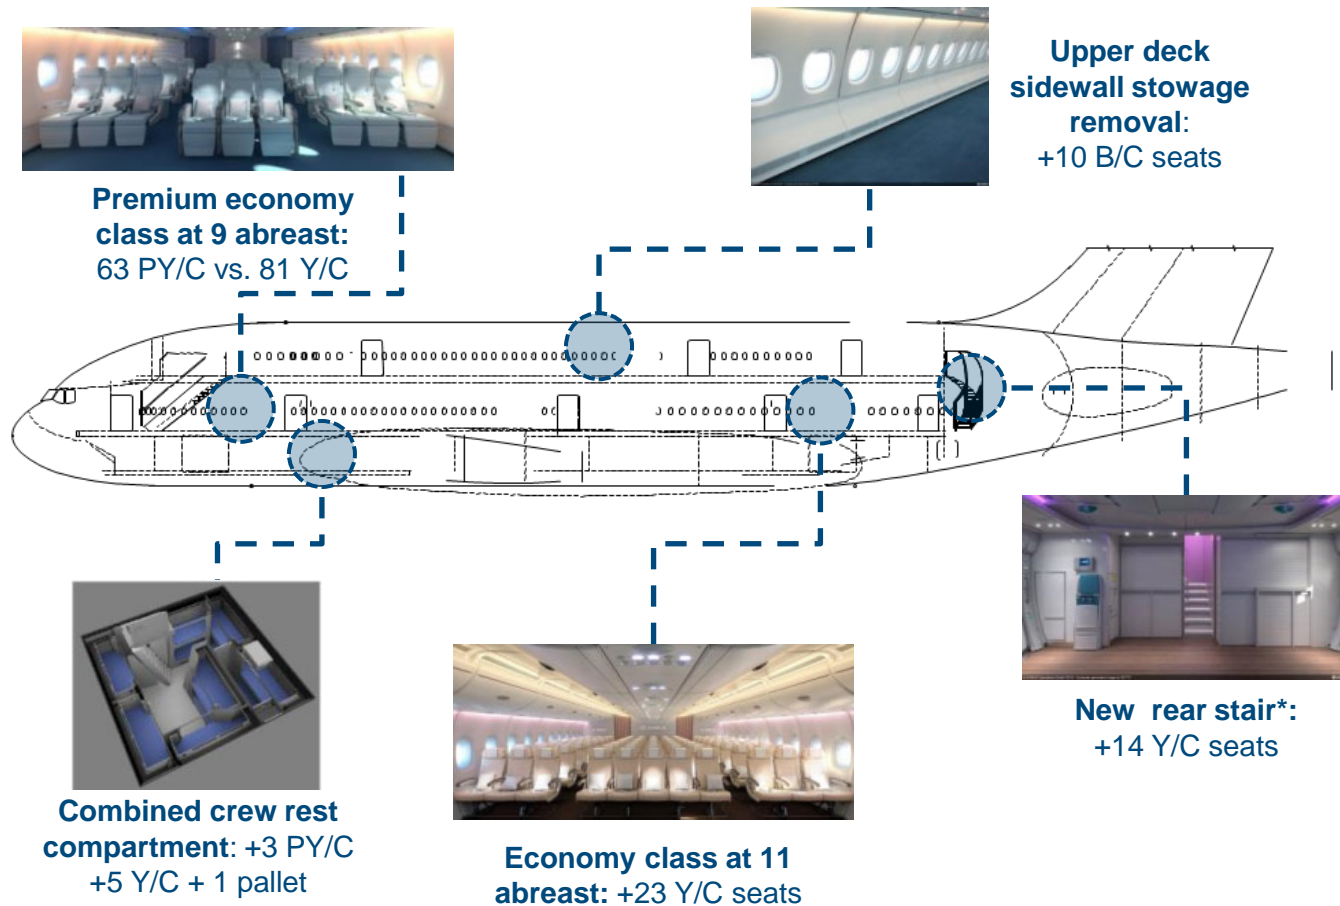 Upper deck
sidewall stowage
removal:
+10 B/C seats
Premium economy
class at 9 abreast:
63 PY/C vs. 81 Y/C
New rear stair*:
+14 Y/C seats
Combined crew rest
compartment: +3 PY/C
+5 Y/C + 1 pallet
Economy class at 11
abreast: +23 Y/C seats